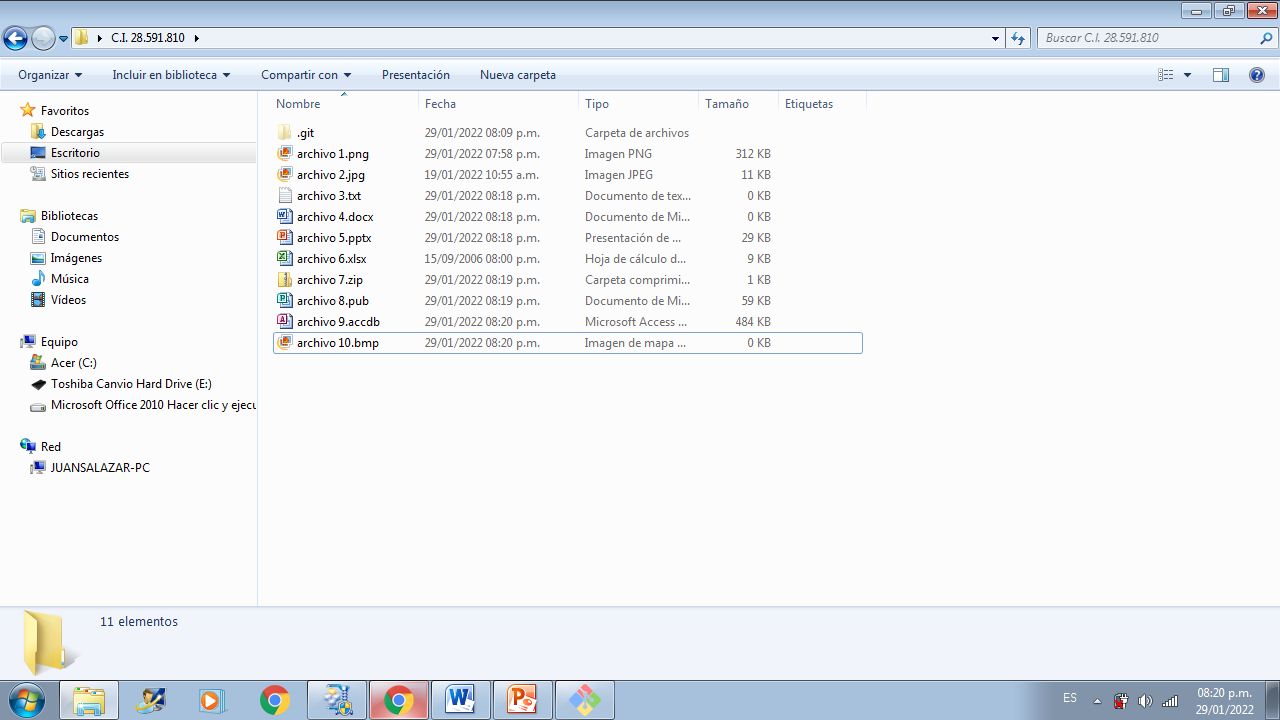 C.I. 28.591.810
Buscar C.I. 28.591.810
Organizar Incluir en biblioteca Compartir con Presentación Nueva carpeta
Favoritos
Descargas
Escritorio
Sitios recientes
Bibliotecas
Documentos
Imágenes
Música
Vídeos
Equipo
Acer (C:)
Toshiba Canvio Hard Drive (E:)
Microsoft Office 2010 Hacer clic y ejecu
Red
JUANSALAZAR-PC
Nombre Fecha Tipo Tamaño Etiquetas
.git 29/01/2022 08:09 p.m. Carpeta de archivos
archivo 1.png 29/01/2022 07:58 p.m. Imagen PNG 312 KB
archivo 2.jpg 19/01/2022 10:55 a.m. Imagen JPEG 11 KB
archivo 3.txt 29/01/2022 08:18 p.m. Documento de tex... 0 KB
archivo 4.docx 29/01/2022 08:18 p.m. Documento de Mi... 0 KB
archivo 5.pptx 29/01/2022 08:18 p.m. Presentación de ... 29 KB
archivo 6.xlsx 15/09/2006 08:00 p.m. Hoja de cálculo d... 9 KB
archivo 7.zip 29/01/2022 08:19 p.m. Carpeta comprimi... 1 KB
archivo 8.pub 29/01/2022 08:19 p.m. Documento de Mi... 59 KB
archivo 9.accdb 29/01/2022 08:20 p.m. Microsoft Access ... 484 KB
archivo 10.bmp 29/01/2022 08:20 p.m. Imagen de mapa ... 0 KB
11 elementos
ES
08:20 p.m.
29/01/2022